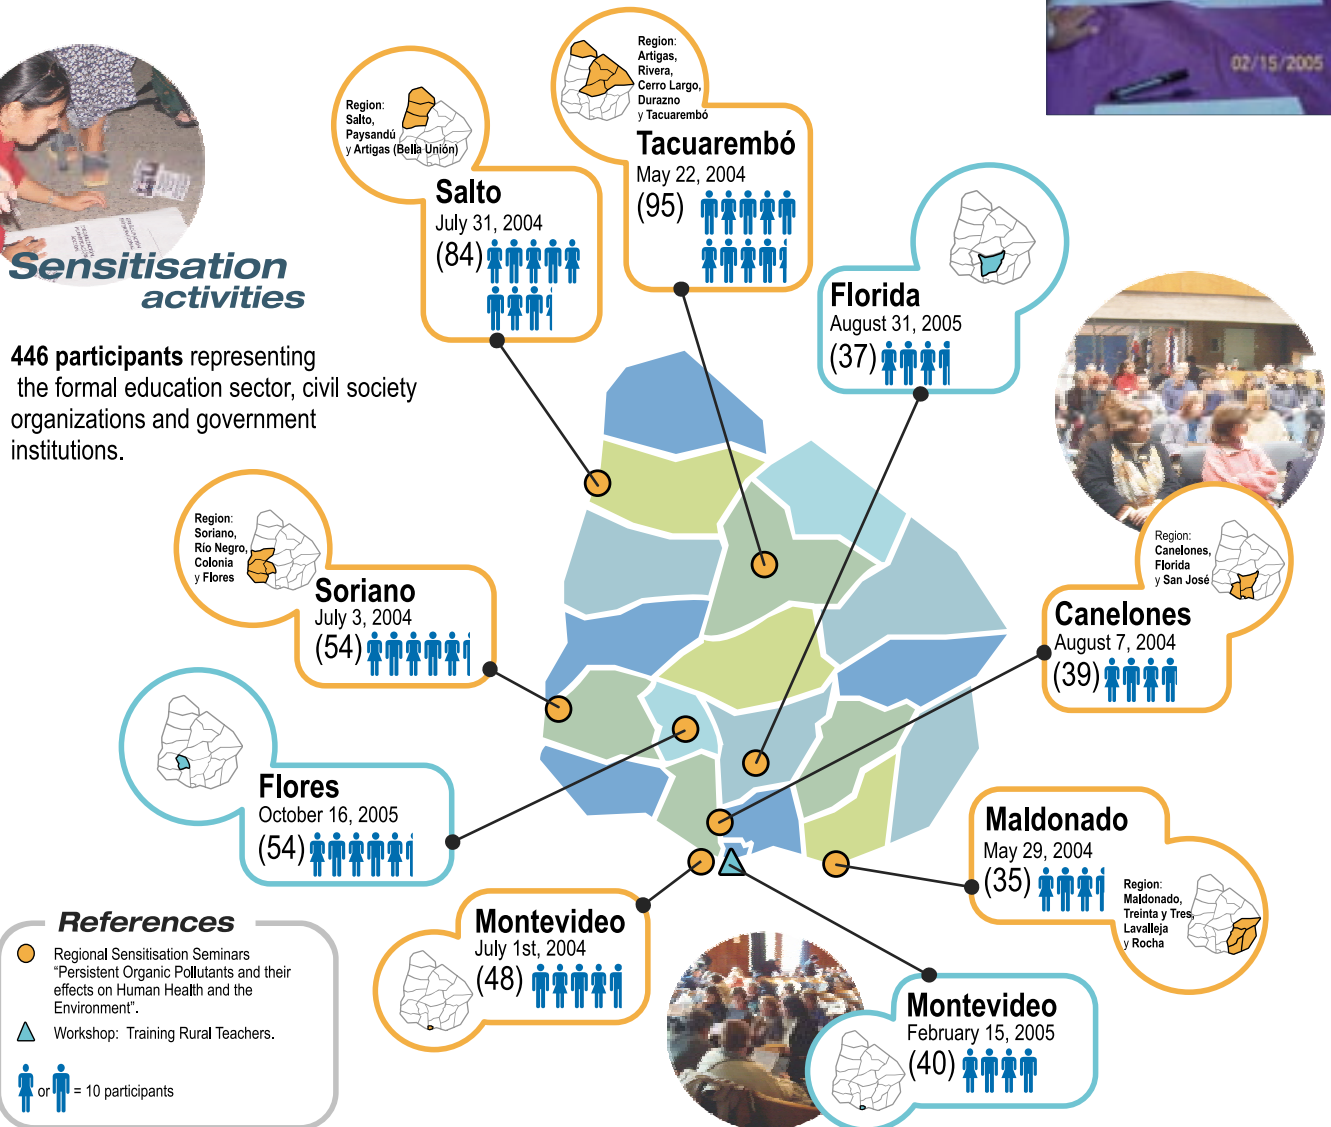 02/15/2005
Sensitisation
activities
446 participants representing
the formal education sector, civil society
organizations and government
institutions.
Region:
Salto,
Paysandú
y Artigas (Bella Unión)
Salto
July 31, 2004
(84)
Region:
Artigas,
Rivera,
Cerro Largo,
Durazno
y Tacuarembó
Tacuarembó
May 22, 2004
(95)
Florida
August 31, 2005
(37)
Region:
Soriano,
Río Negro,
Colonia
y Flores
Soriano
July 3, 2004
(54)
Region:
Canelones,
Florida
y San José
Canelones
August 7, 2004
(39)
Flores
October 16, 2005
(54)
Maldonado
May 29, 2004
(35)
Region:
Maldonado,
Treinta y Tres,
Lavalleja
y Rocha
Montevideo
July 1st, 2004
(48)
Montevideo
February 15, 2005
(40)
References
Regional Sensitisation Seminars
"Persistent Organic Pollutants and their
effects on Human Health and the
Environment".
Workshop: Training Rural Teachers.
or = 10 participants